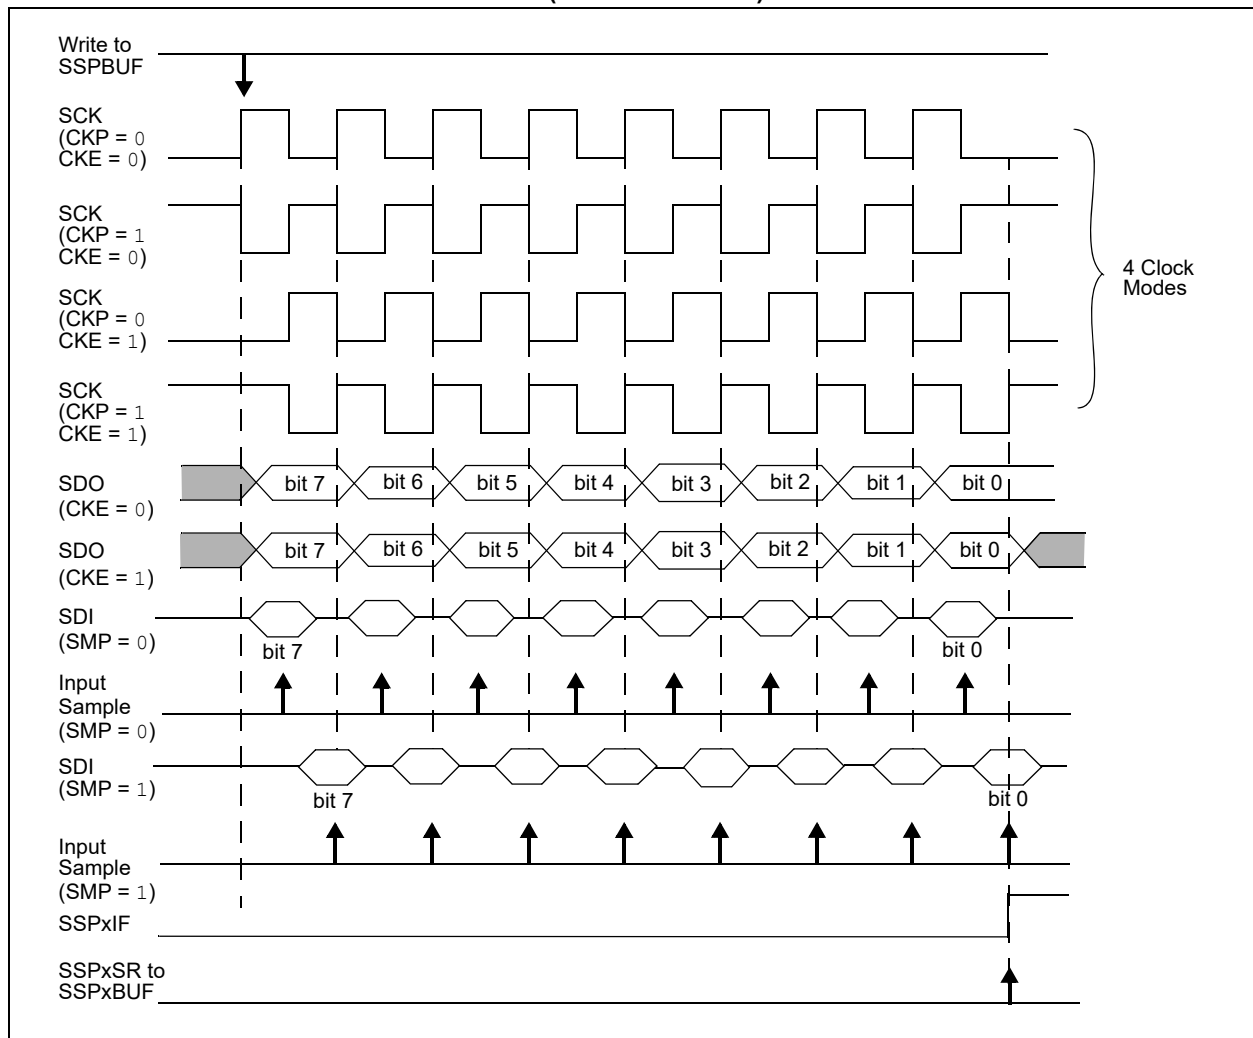 Write to
SSPBUF
SCK
(CKP = 0
CKE = 0)
SCK
(CKP = 1
CKE = 0)
SCK
(CKP = 0
CKE = 1)
SCK
(CKP = 1
CKE = 1)
4 Clock
Modes
SDO
(CKE = 0)
bit 7 bit 6 bit 5 bit 4 bit 3 bit 2 bit 1 bit 0
SDO
(CKE = 1)
bit 7 bit 6 bit 5 bit 4 bit 3 bit 2 bit 1 bit 0
SDI
(SMP = 0)
bit 7 bit 0
Input
Sample
(SMP = 0)
SDI
(SMP = 1)
bit 7 bit 0
Input
Sample
(SMP = 1)
SSPxIF
SSPxSR to
SSPxBUF